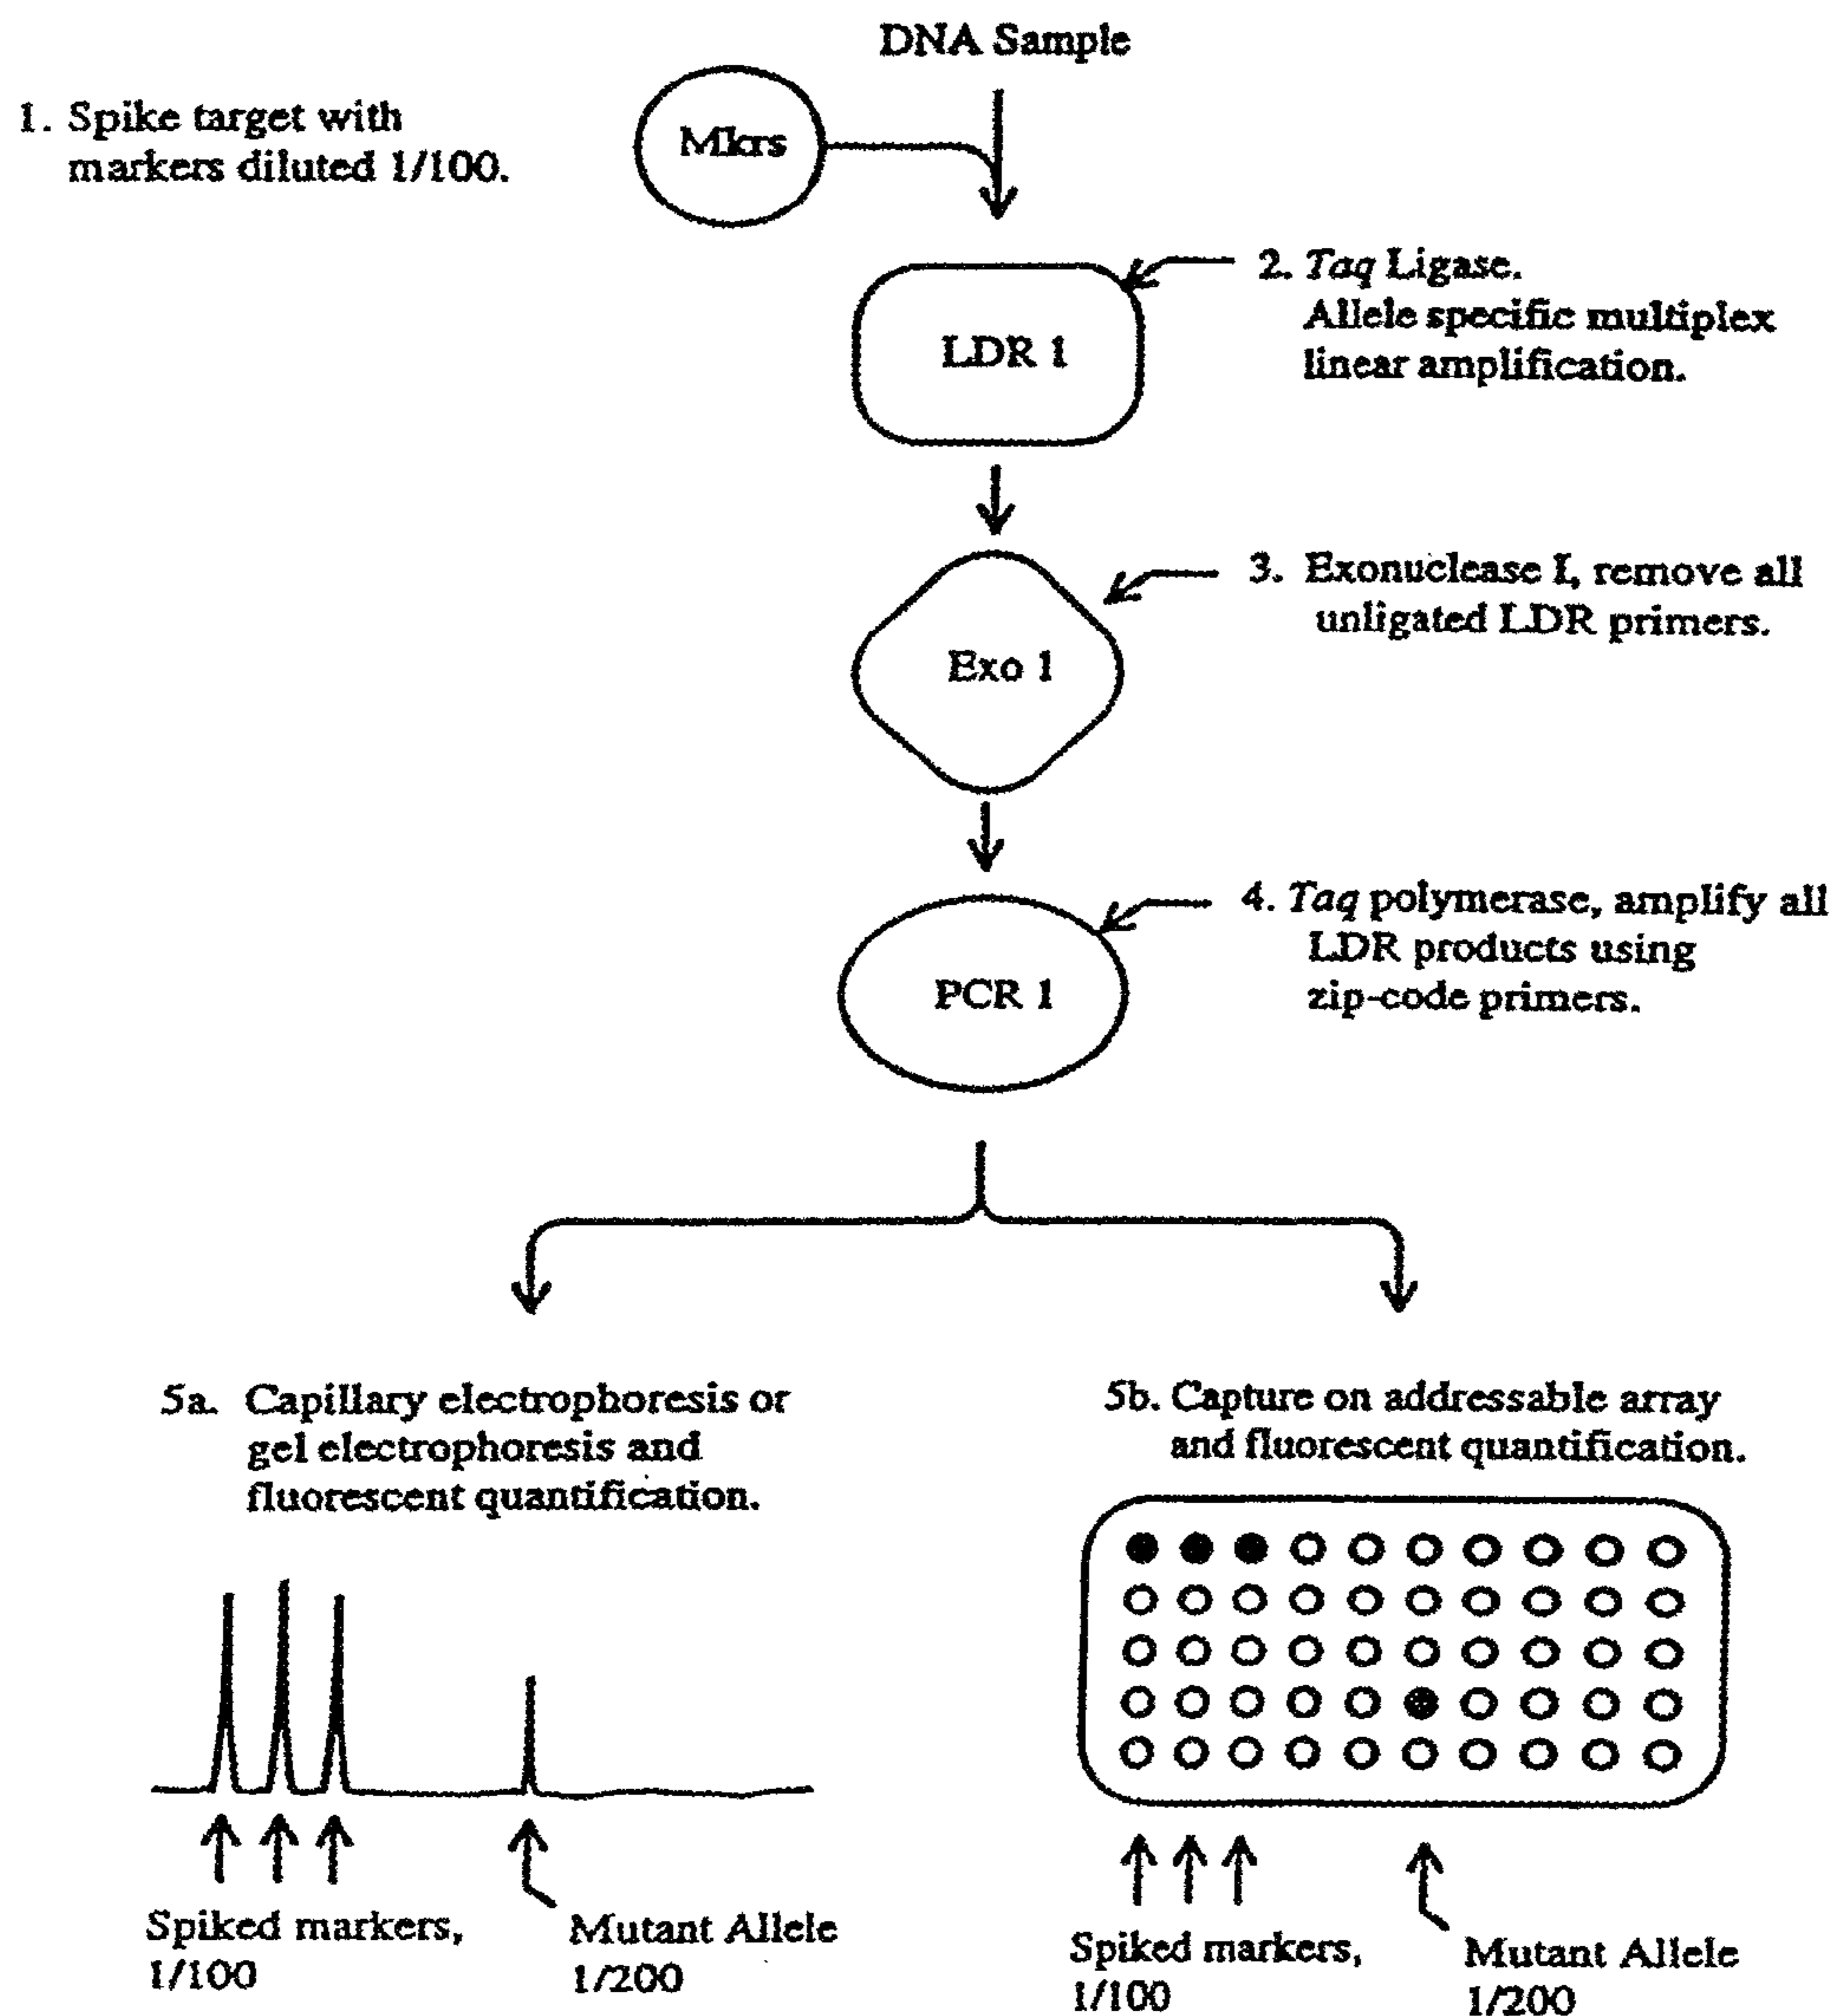 DNA Sample
1. Spike target with
markers diluted 1/100.
Mkrs
2. Taq Ligase.
Allele specific multiplex
linear amplification.
LDR 1
3. Exonuclease I, remove all
unligated LDR primers.
Exo 1
4. Taq polymerase, amplify all
LDR products using
zip-code primers.
PCR 1
5a. Capillary electrophoresis or
gel electrophoresis and
fluorescent quantification.
5b. Capture on addressable array
and fluorescent quantification.
Spiked markers,
1/100
Mutant Allele
1/200
Spiked markers,
1/100
Mutant Allele
1/200